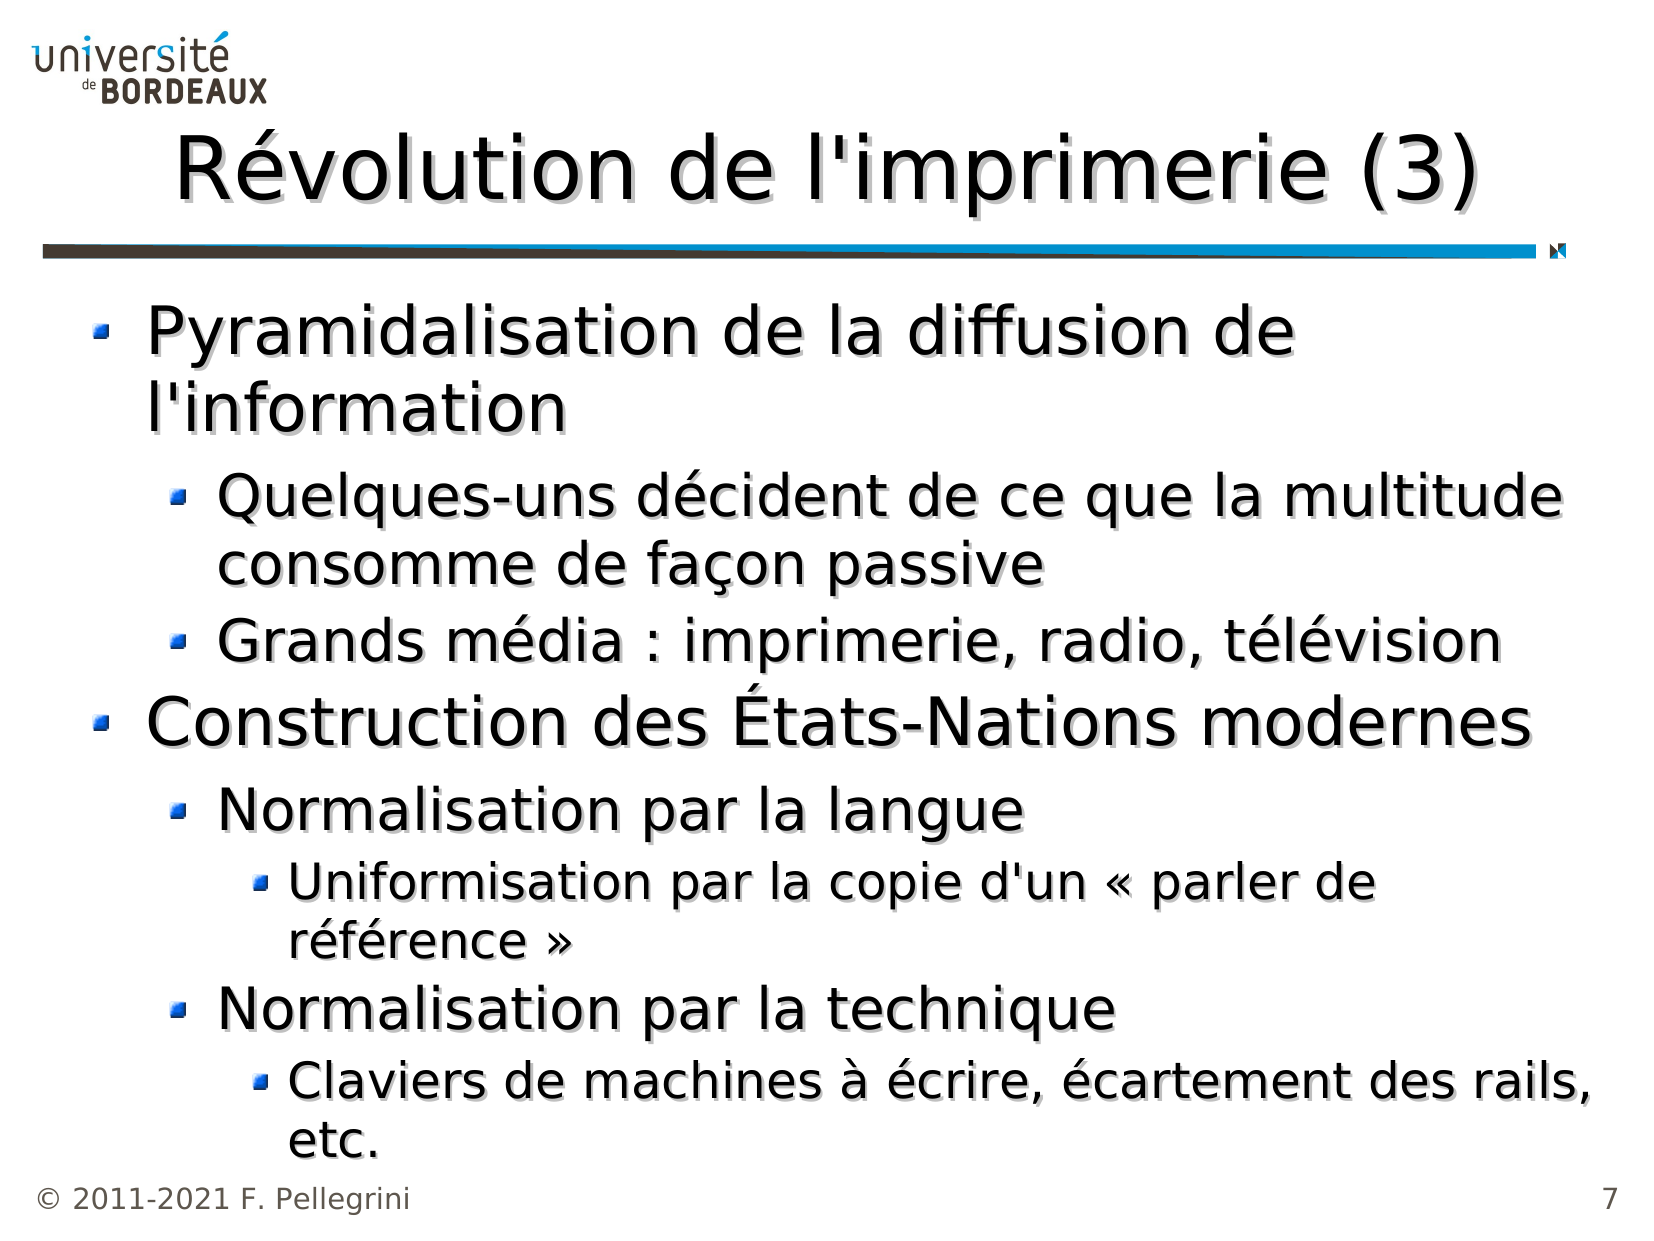 université
de BORDEAUX
Révolution de l'imprimerie (3)
Pyramidalisation de la diffusion de
l'information
Quelques-uns décident de ce que la multitude
consomme de façon passive
Grands média : imprimerie, radio, télévision
Construction des États-Nations modernes
Normalisation par la langue
Uniformisation par la copie d'un « parler de
référence »
Normalisation par la technique
Claviers de machines à écrire, écartement des rails,
etc.
© 2011-2021 F. Pellegrini
7